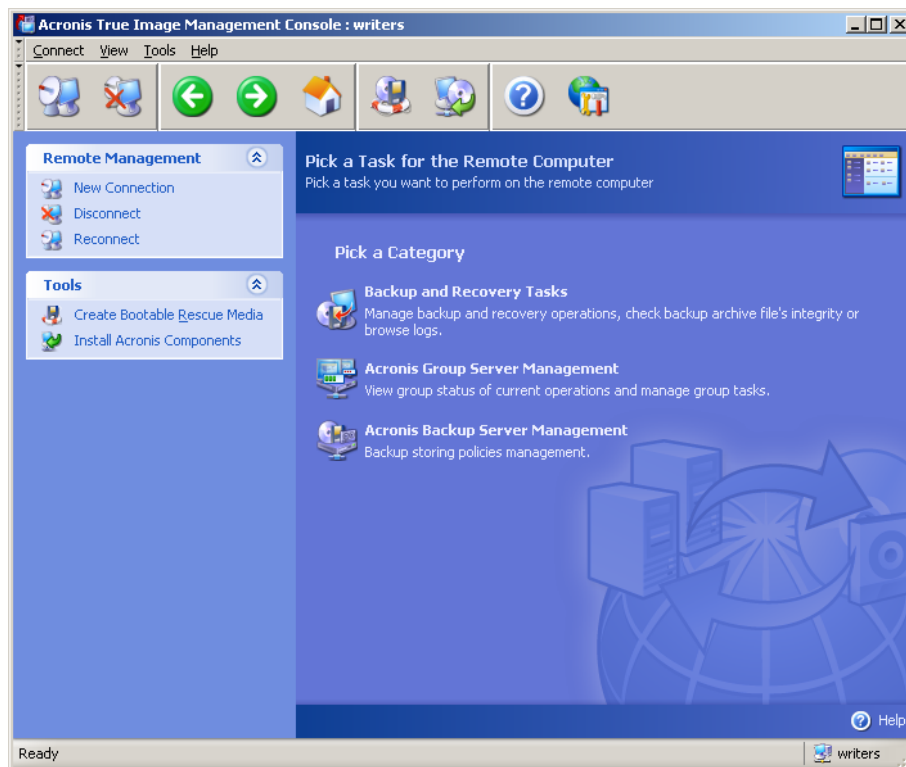 Acronis True Image Management Console : writers
Connect View Tools Help
Remote Management
New Connection
Disconnect
Reconnect
Tools
Create Bootable Rescue Media
Install Acronis Components
Pick a Task for the Remote Computer
Pick a task you want to perform on the remote computer
Pick a Category
Backup and Recovery Tasks
Manage backup and recovery operations, check backup archive file's integrity or
browse logs.
Acronis Group Server Management
View group status of current operations and manage group tasks.
Acronis Backup Server Management
Backup storing policies management.
Help
Ready
writers